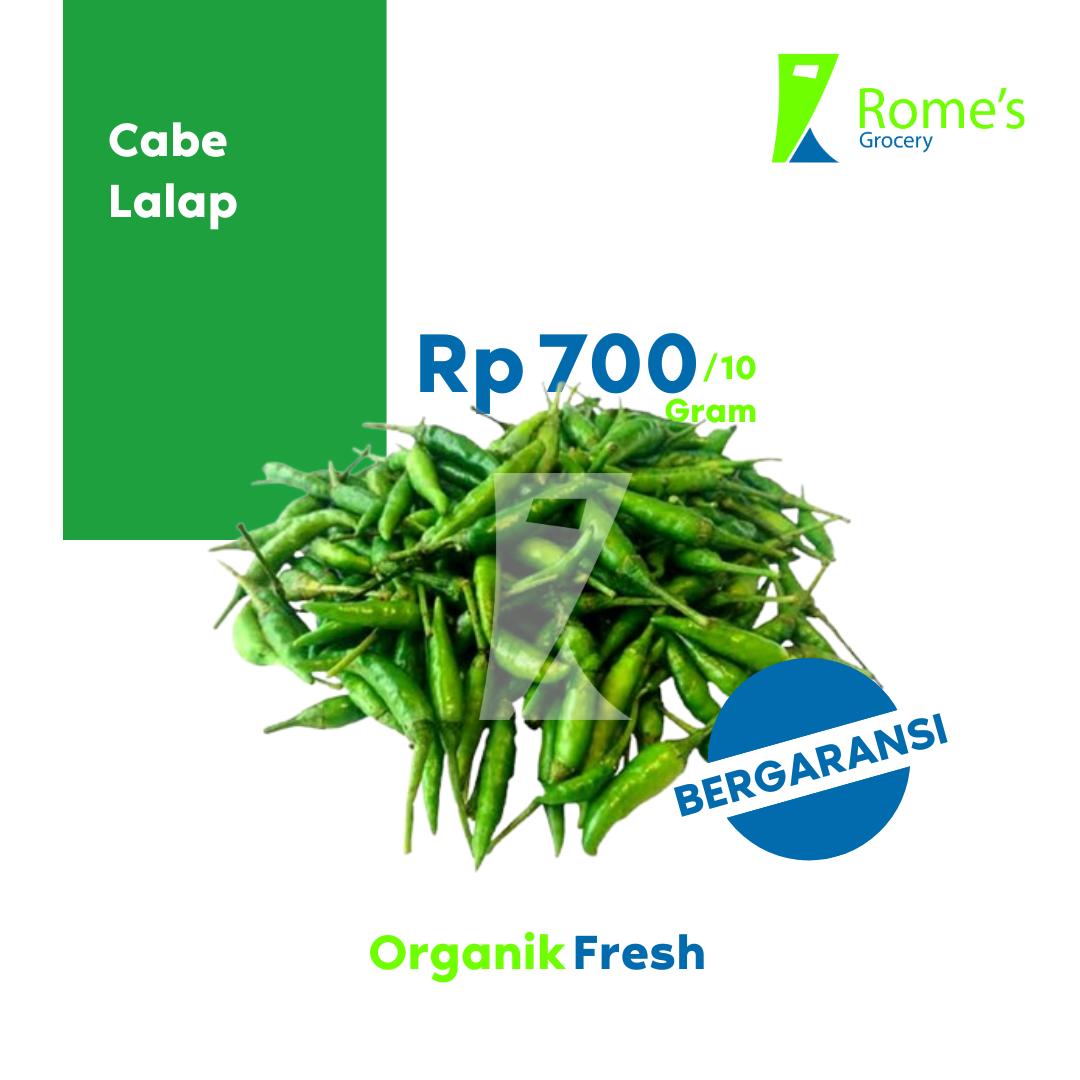 Cabe
Lalap
Rome's
Grocery
Rp 700 /10
Gram
BERGARANSI
Organik Fresh